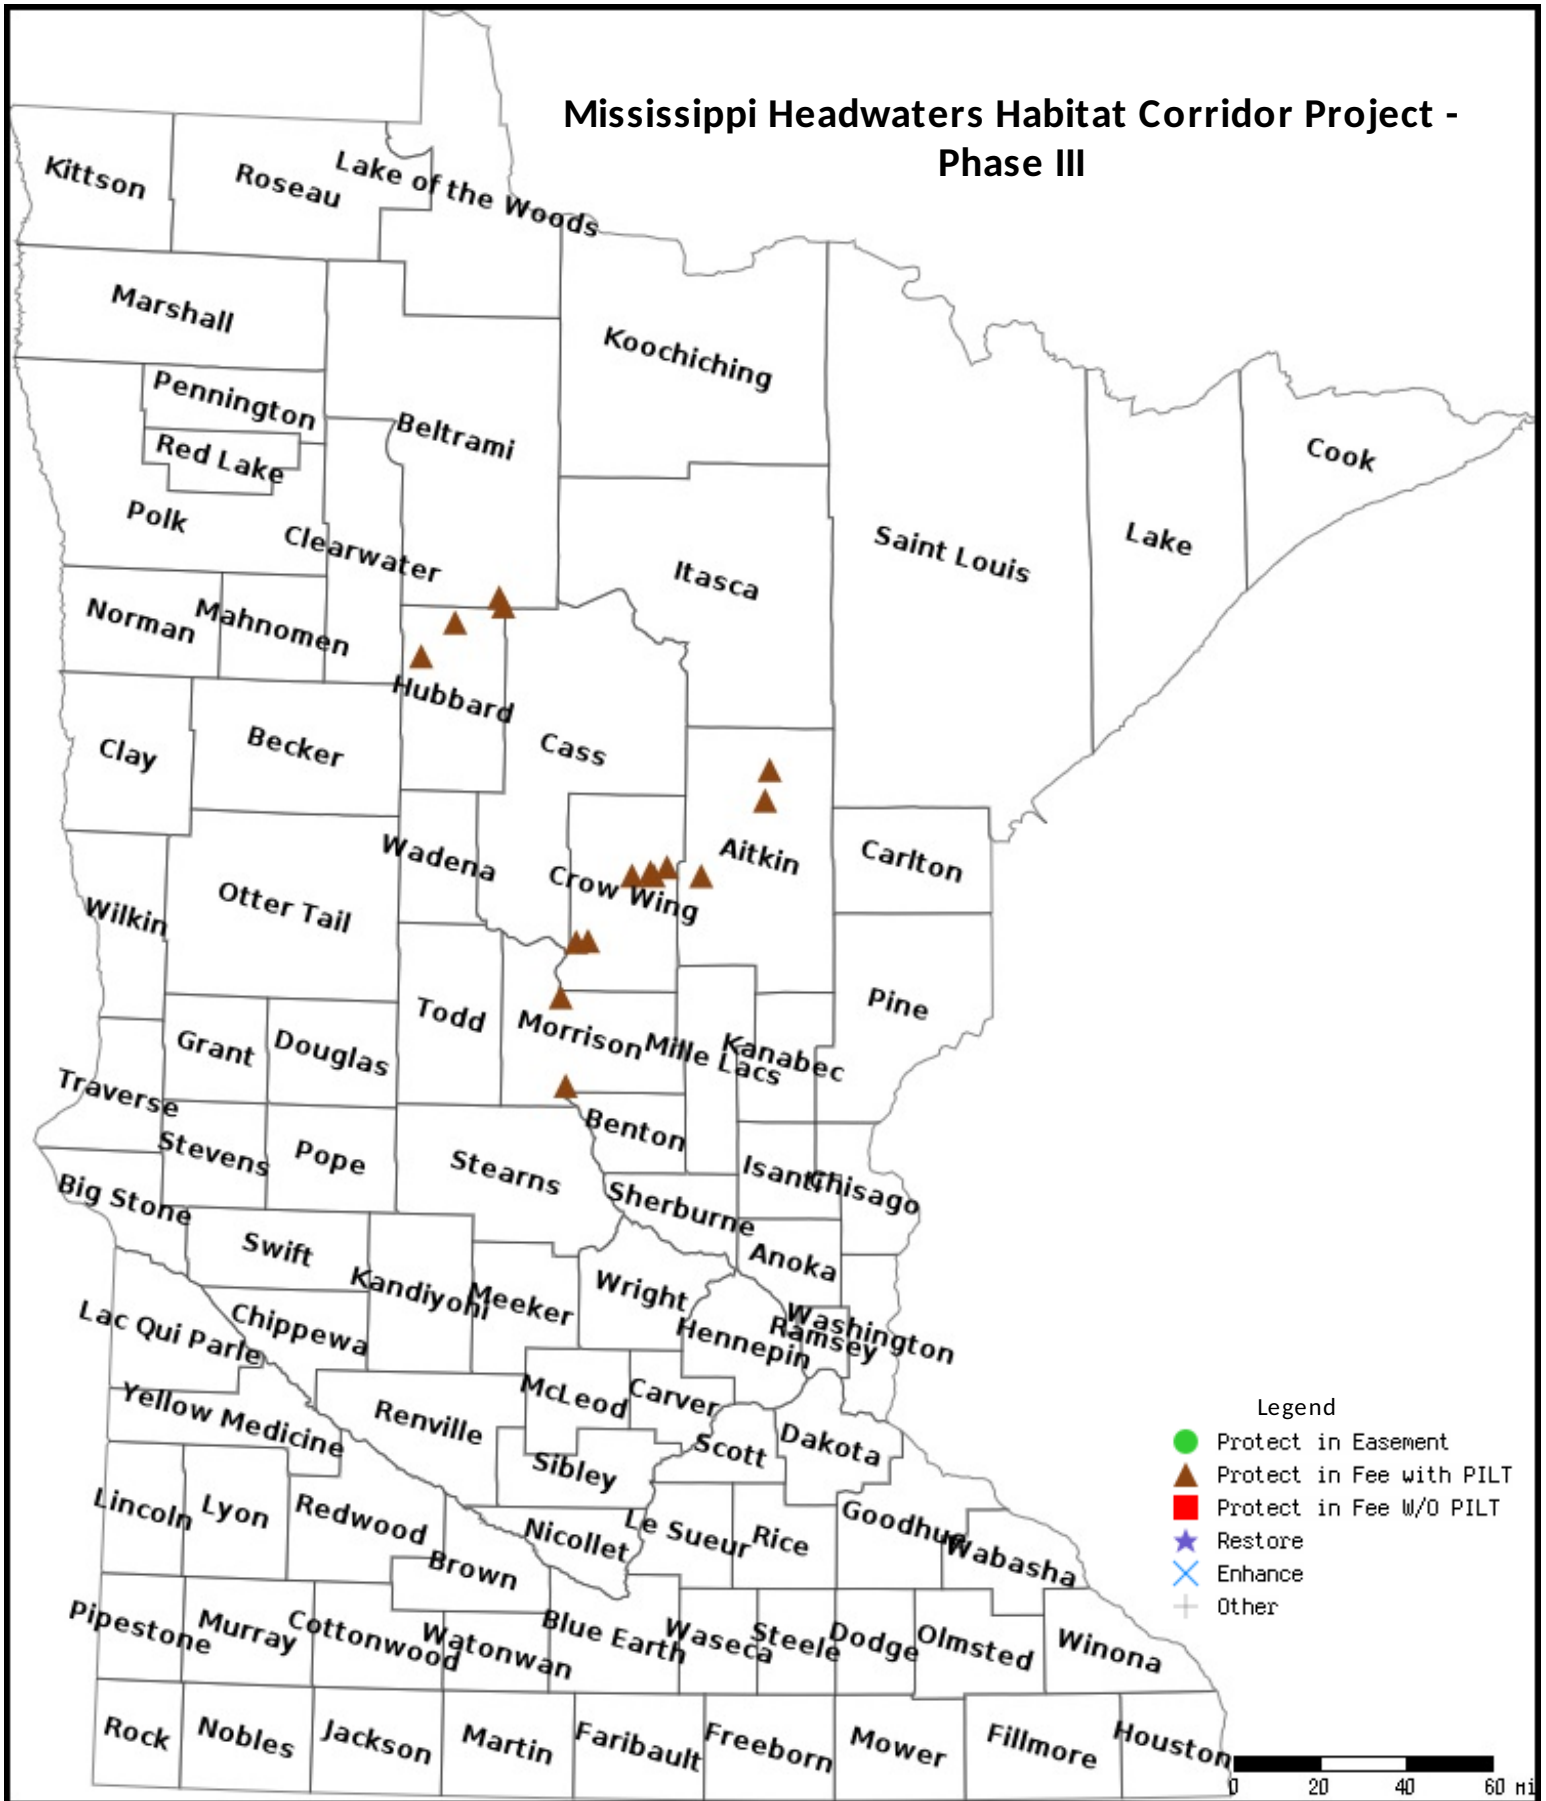 Mississippi Headwaters Habitat Corridor Project -
Phase III
Kittson
Roseau
Lake of the Woods
Marshall
Koochiching
Pennington
Beltrami
Red Lake
Cook
Polk
Clearwater
Saint Louis
Lake
Itasca
Norman
Mahnomen
Hubbard
Clay
Becker
Cass
Wadena
Aitkin
Carlton
Otter Tail
Crow Wing
Wilkin
Pine
Todd
Morrison
Mille Lacs
Kanabec
Grant
Douglas
Traverse
Benton
Stevens
Pope
Stearns
Isanti
Chisago
Big Stone
Sherburne
Swift
Anoka
Kandiyohi
Meeker
Wright
Lac Qui Parle
Chippewa
Hennepin
Ramsey
Washington
McLeod
Carver
Yellow Medicine
Renville
Scott
Dakota
Sibley
Lincoln
Lyon
Redwood
Nicollet
Le Sueur
Rice
Goodhue
Wabasha
Brown
Pipestone
Murray
Cottonwood
Watonwan
Blue Earth
Waseca
Steele
Dodge
Olmsted
Winona
Rock
Nobles
Jackson
Martin
Faribault
Freeborn
Mower
Fillmore
Houston
Legend
Protect in Easement
Protect in Fee with PILT
Protect in Fee W/O PILT
Restore
Enhance
Other
0 20 40 60 mi